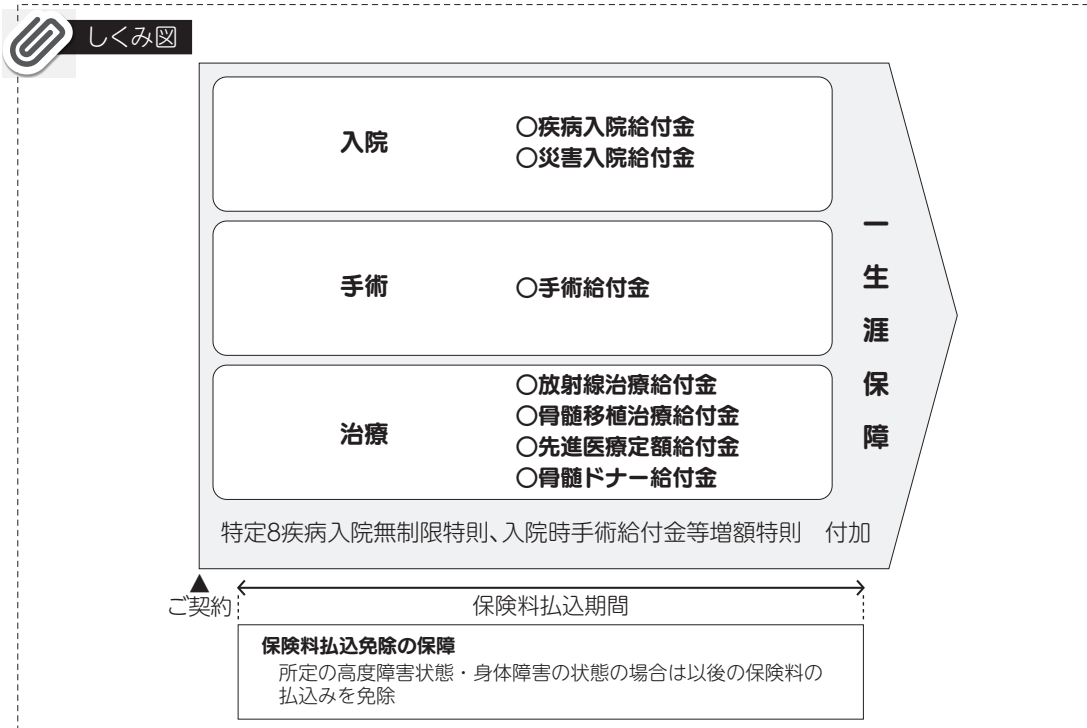 しくみ図
入院
○疾病入院給付金
○災害入院給付金
手術
○手術給付金
治療
○放射線治療給付金
○骨髄移植治療給付金
○先進医療定額給付金
○骨髄ドナー給付金
一生涯保障
特定8疾病入院無制限特則、入院時手術給付金等増額特則　付加
▲
ご契約
保険料払込期間
保険料払込免除の保障
所定の高度障害状態・身体障害の状態の場合は以後の保険料の
払込みを免除